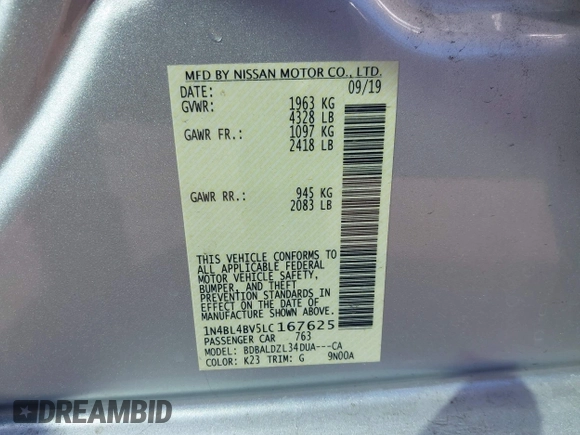 MFD BY NISSAN MOTOR CO., LTD.
DATE: 09/19
GVWR: 1963 KG
4328 LB
GAWR FR.: 1097 KG
2418 LB
GAWR RR.: 945 KG
2083 LB
THIS VEHICLE CONFORMS TO
ALL APPLICABLE FEDERAL
MOTOR VEHICLE SAFETY,
BUMPER, AND THEFT
PREVENTION STANDARDS IN
EFFECT ON THE DATE OF
MANUFACTURE SHOWN ABOVE.
1N4BL4BV5LC167625
PASSENGER CAR 763
MODEL: BDBALDZL34DUA---CA
COLOR: K23 TRIM: G 9N00A
DREAMBID